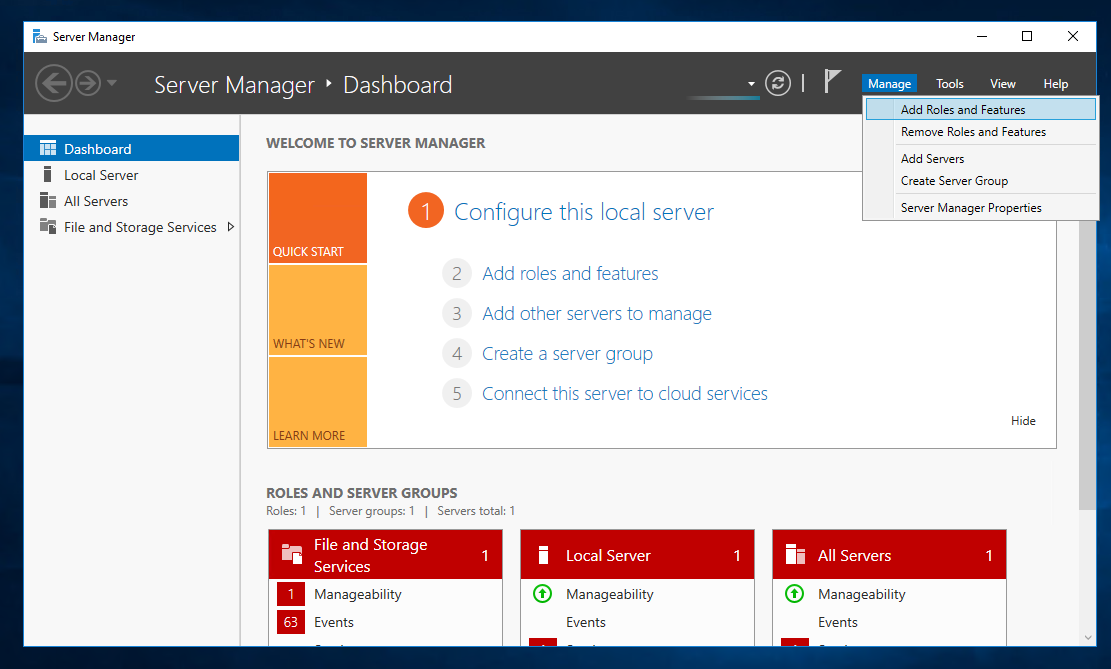 Server Manager
Server Manager ‣ Dashboard
Manage Tools View Help
Add Roles and Features
Remove Roles and Features
Add Servers
Create Server Group
Server Manager Properties
Dashboard
Local Server
All Servers
File and Storage Services
WELCOME TO SERVER MANAGER
QUICK START
WHAT'S NEW
LEARN MORE
1 Configure this local server
2 Add roles and features
3 Add other servers to manage
4 Create a server group
5 Connect this server to cloud services
Hide
ROLES AND SERVER GROUPS
Roles: 1 | Server groups: 1 | Servers total: 1
File and Storage
Services 1
1 Manageability
63 Events
Local Server 1
Manageability
Events
All Servers 1
Manageability
Events